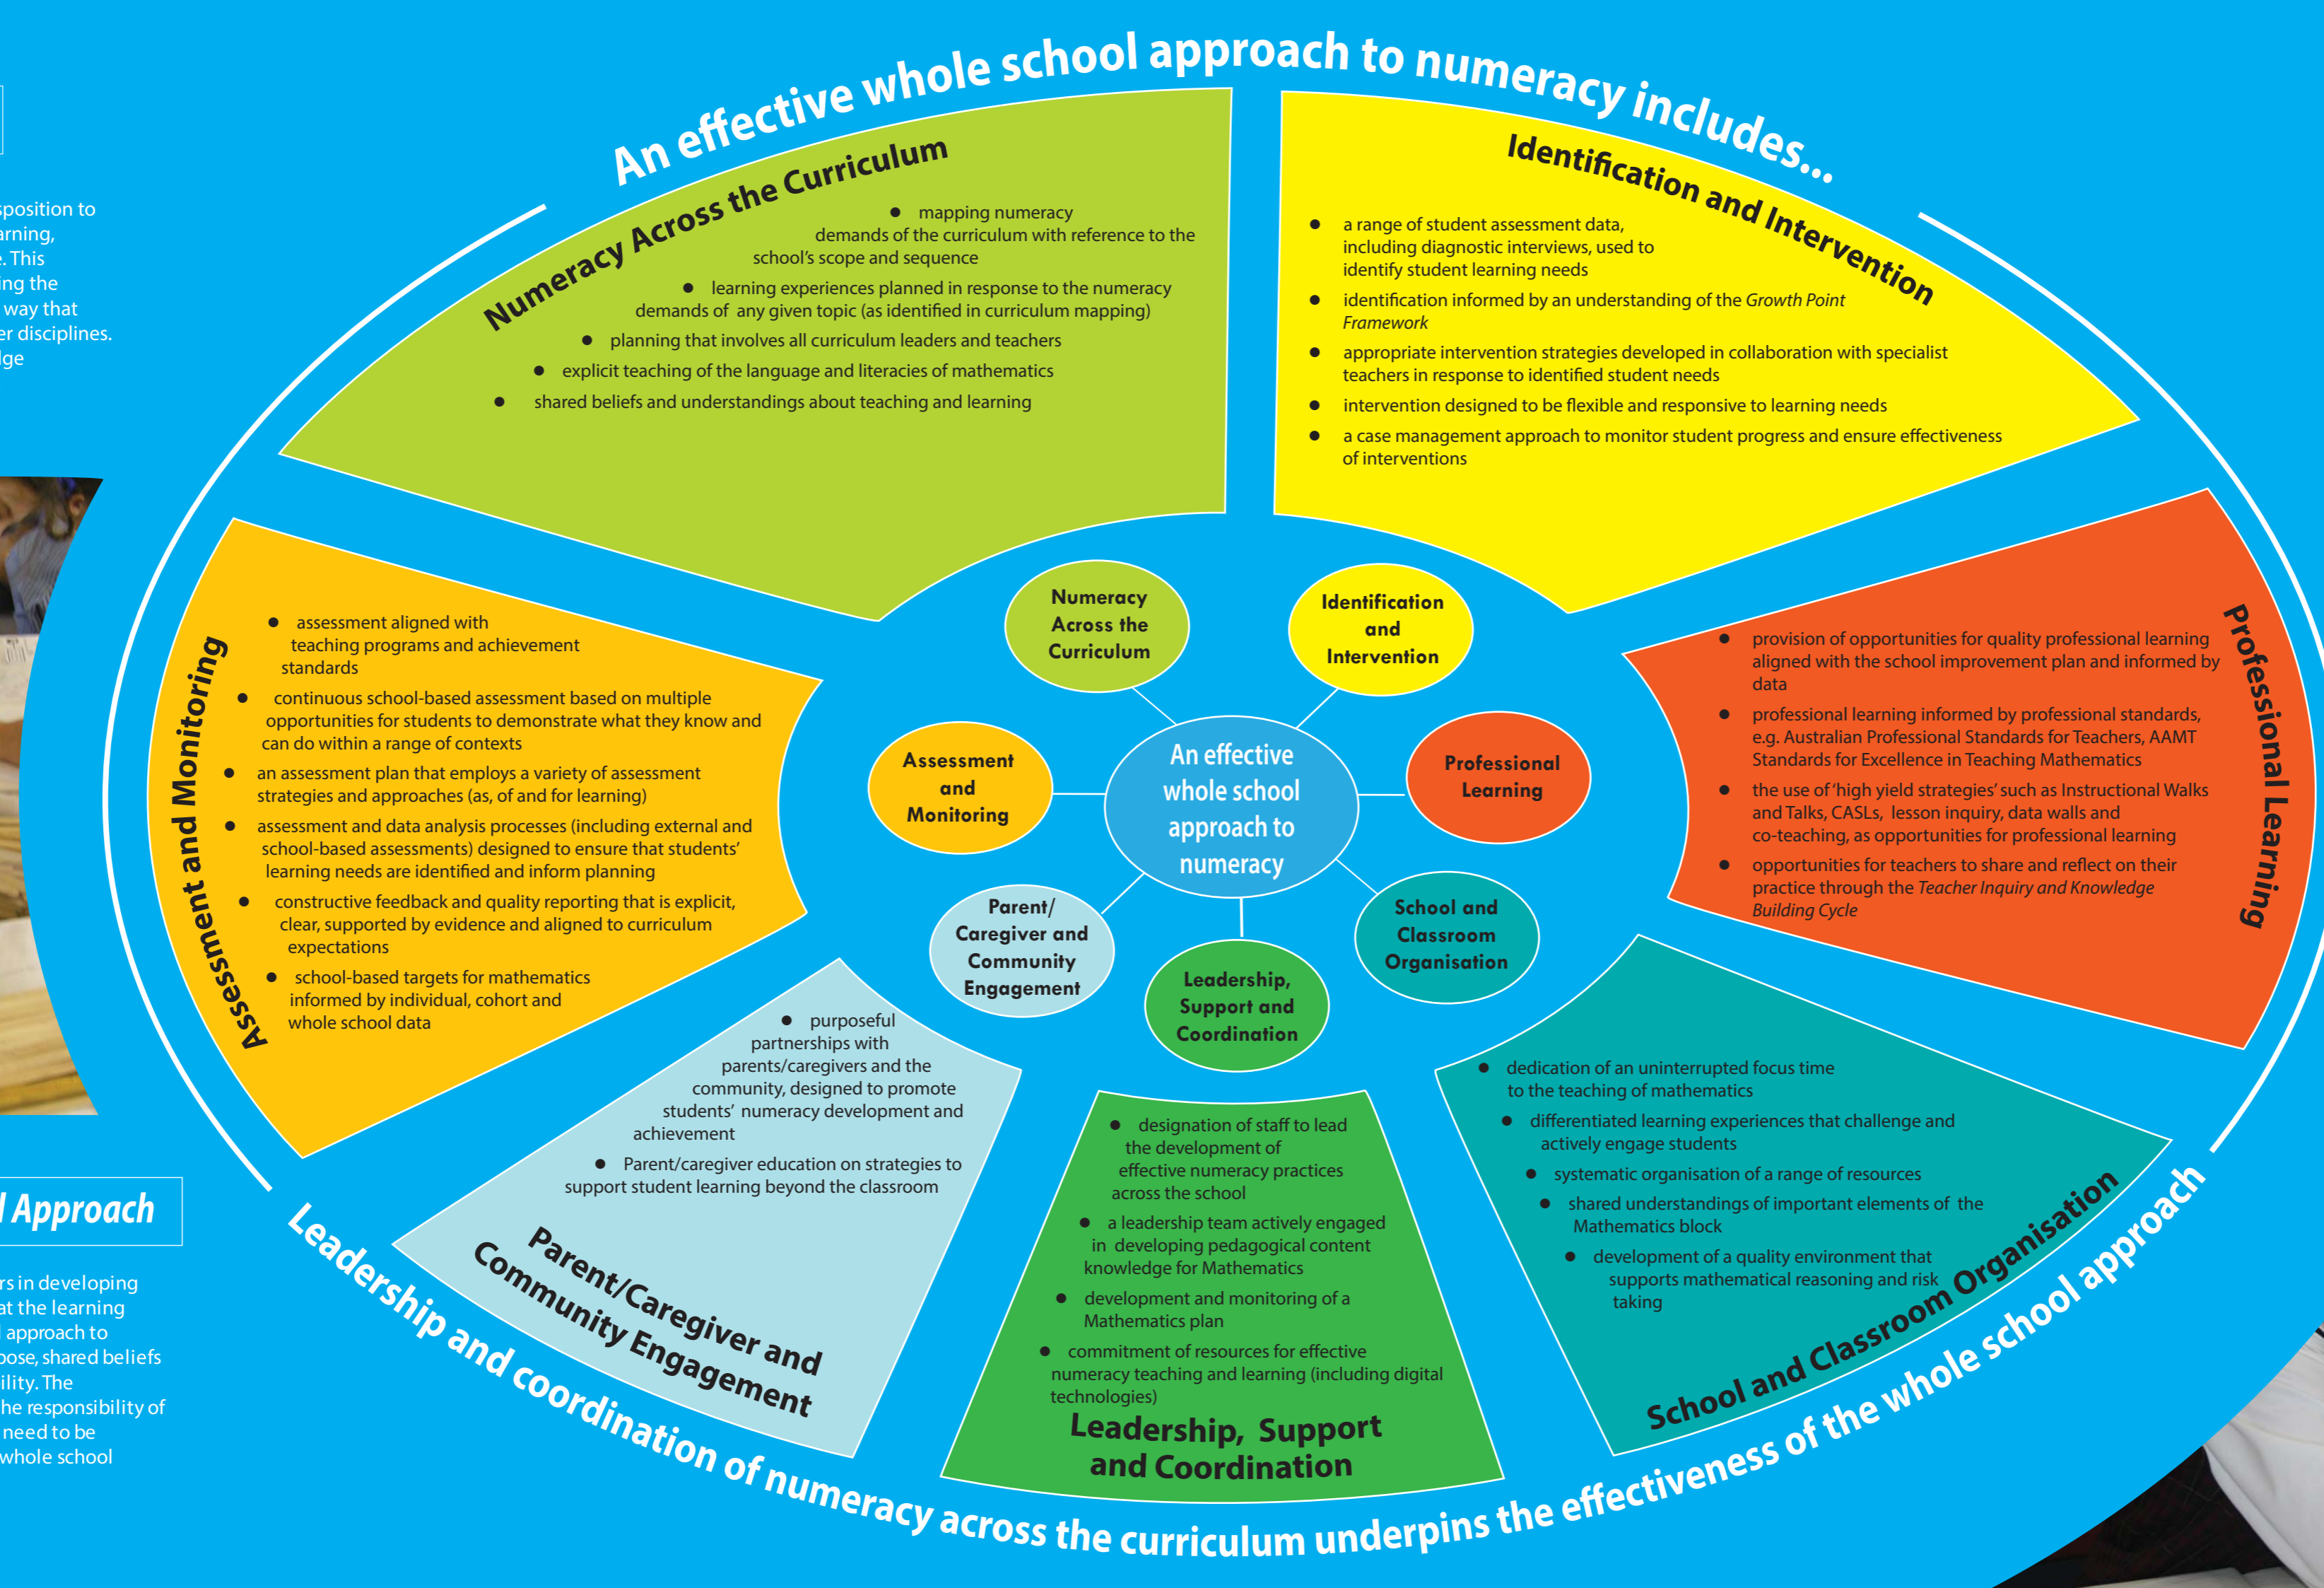 An effective whole school approach to numeracy includes...
Numeracy Across the Curriculum
• mapping numeracy
demands of the curriculum with reference to the
school's scope and sequence
• learning experiences planned in response to the numeracy
demands of any given topic (as identified in curriculum mapping)
• planning that involves all curriculum leaders and teachers
• explicit teaching of the language and literacies of mathematics
• shared beliefs and understandings about teaching and learning
Identification and Intervention
• a range of student assessment data,
including diagnostic interviews, used to
identify student learning needs
• identification informed by an understanding of the Growth Point
Framework
• appropriate intervention strategies developed in collaboration with specialist
teachers in response to identified student needs
• intervention designed to be flexible and responsive to learning needs
• a case management approach to monitor student progress and ensure effectiveness
of interventions
Professional Learning
• provision of opportunities for quality professional learning
aligned with the school improvement plan and informed by
data
• professional learning informed by professional standards,
e.g. Australian Professional Standards for Teachers, AAMT
Standards for Excellence in Teaching Mathematics
• the use of 'high yield strategies' such as Instructional Walks
and Talks, CASLs, lesson inquiry, data walls and
co-teaching, as opportunities for professional learning
• opportunities for teachers to share and reflect on their
practice through the Teacher Inquiry and Knowledge
Building Cycle
School and Classroom Organisation
• dedication of an uninterrupted focus time
to the teaching of mathematics
• differentiated learning experiences that challenge and
actively engage students
• systematic organisation of a range of resources
• shared understandings of important elements of the
Mathematics block
• development of a quality environment that
supports mathematical reasoning and risk
taking
• designation of staff to lead
the development of
effective numeracy practices
across the school
• a leadership team actively engaged
in developing pedagogical content
knowledge for Mathematics
• development and monitoring of a
Mathematics plan
• commitment of resources for effective
numeracy teaching and learning (including digital
technologies)
Leadership, Support
and Coordination
• purposeful
partnerships with
parents/caregivers and the
community, designed to promote
students' numeracy development and
achievement
• Parent/caregiver education on strategies to
support student learning beyond the classroom
Parent/Caregiver and
Community Engagement
Assessment and Monitoring
• assessment aligned with
teaching programs and achievement
standards
• continuous school-based assessment based on multiple
opportunities for students to demonstrate what they know and
can do within a range of contexts
• an assessment plan that employs a variety of assessment
strategies and approaches (as, of and for learning)
• assessment and data analysis processes (including external and
school-based assessments) designed to ensure that students'
learning needs are identified and inform planning
• constructive feedback and quality reporting that is explicit,
clear, supported by evidence and aligned to curriculum
expectations
• school-based targets for mathematics
informed by individual, cohort and
whole school data
Numeracy
Across the
Curriculum
Identification
and
Intervention
Professional
Learning
School and
Classroom
Organisation
Leadership,
Support and
Coordination
Parent/
Caregiver and
Community
Engagement
Assessment
and
Monitoring
An effective
whole school
approach to
numeracy
Leadership and coordination of numeracy across the curriculum underpins the effectiveness of the whole school approach
to
This
the
way that
disciplines.
Approach
in developing
the learning
approach to
shared beliefs
The
responsibility of
need to be
whole school